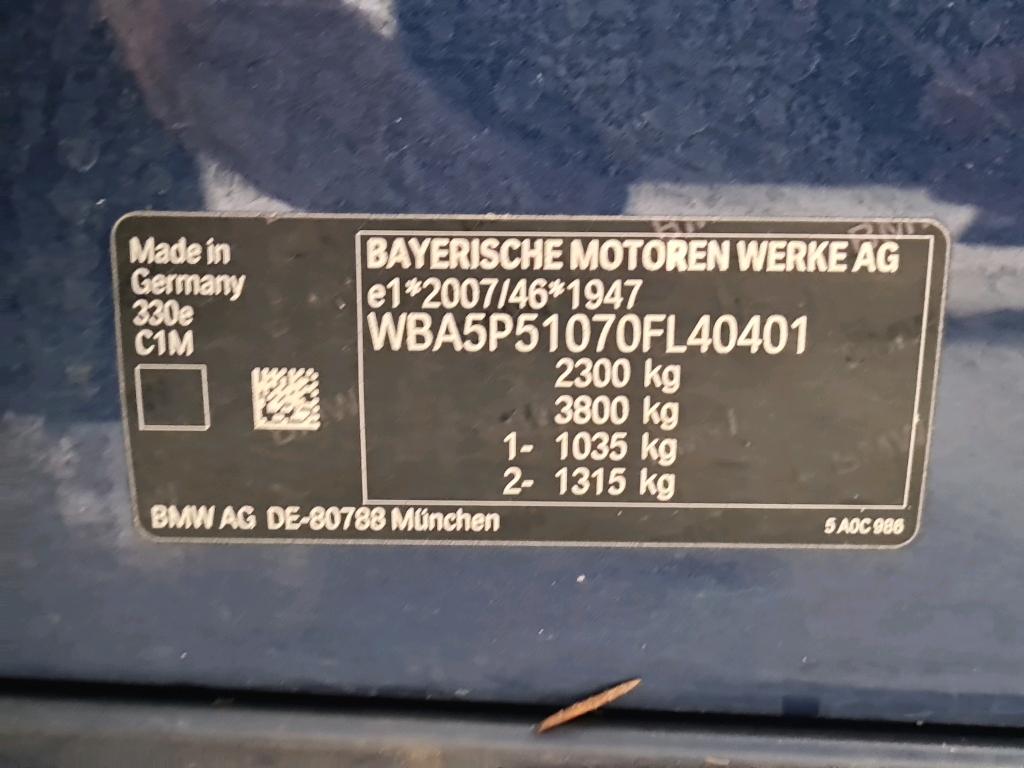 Made in
Germany
330e
C1M
BAYERISCHE MOTOREN WERKE AG
e1*2007/46*1947
WBA5P51070FL40401
2300 kg
3800 kg
1- 1035 kg
2- 1315 kg
BMW AG DE-80788 München
5 A0C 986